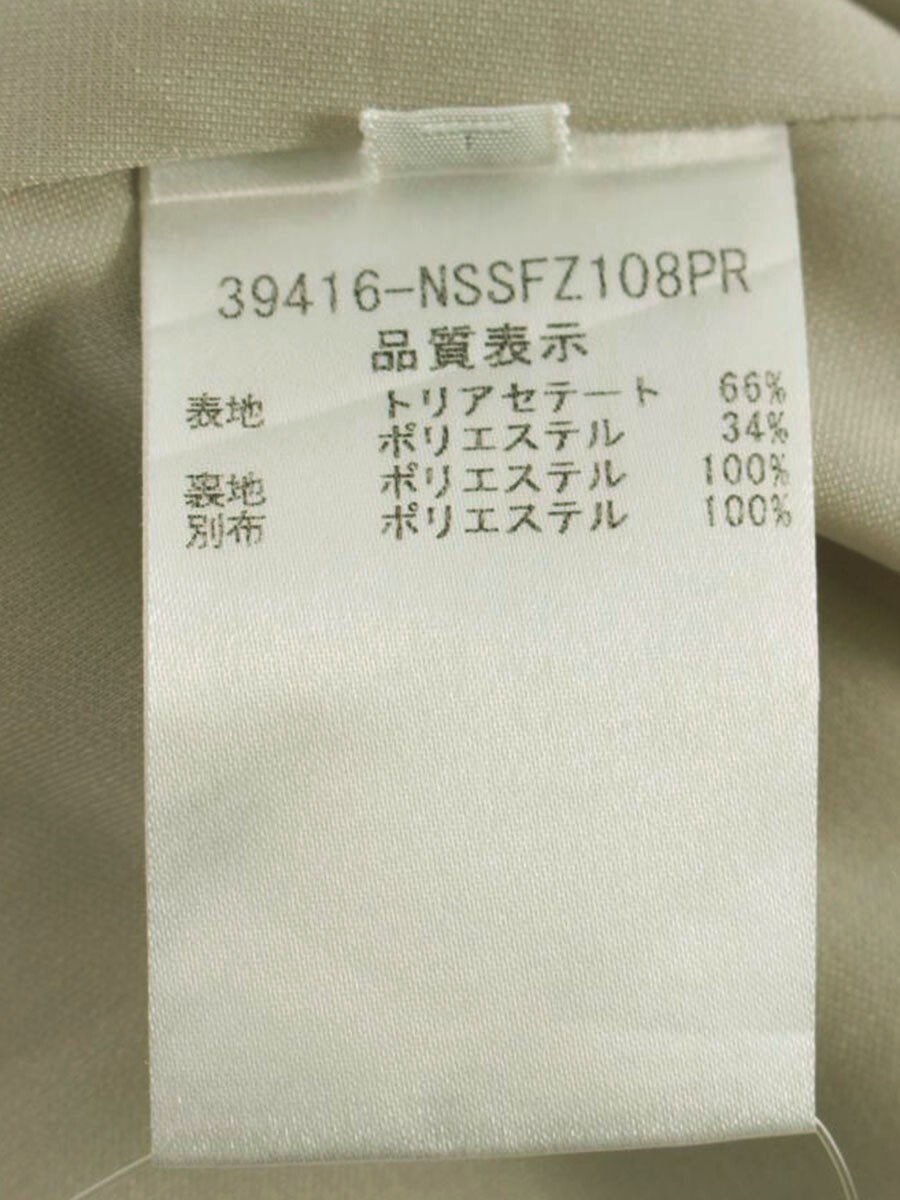 39416-NSSFZ108PR
品質表示
表地 トリアセテート 66%
ポリエステル 34%
裏地 ポリエステル 100%
別布 ポリエステル 100%